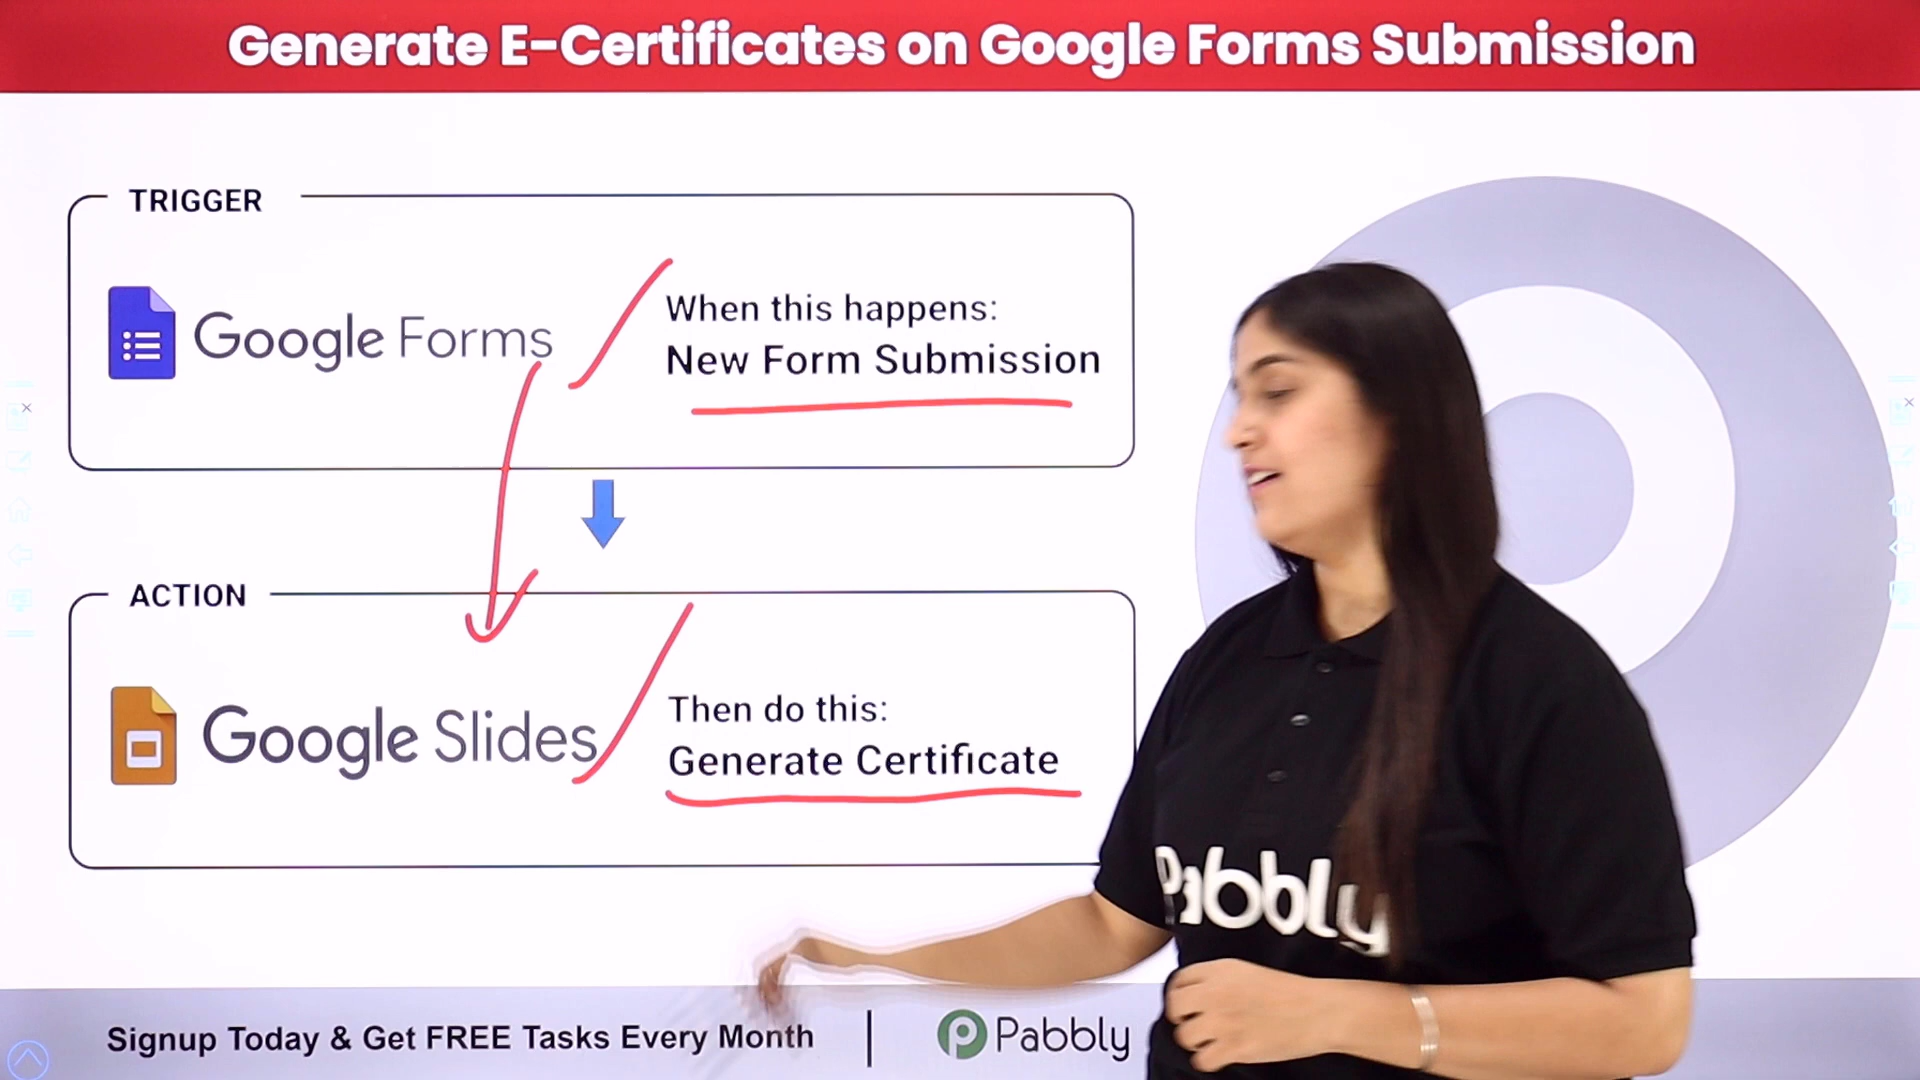 Generate E-Certificates on Google Forms Submission
TRIGGER
Google Forms
When this happens:
New Form Submission
ACTION
Google Slides
Then do this:
Generate Certificate
Pabbly
Signup Today & Get FREE Tasks Every Month
Pabbly